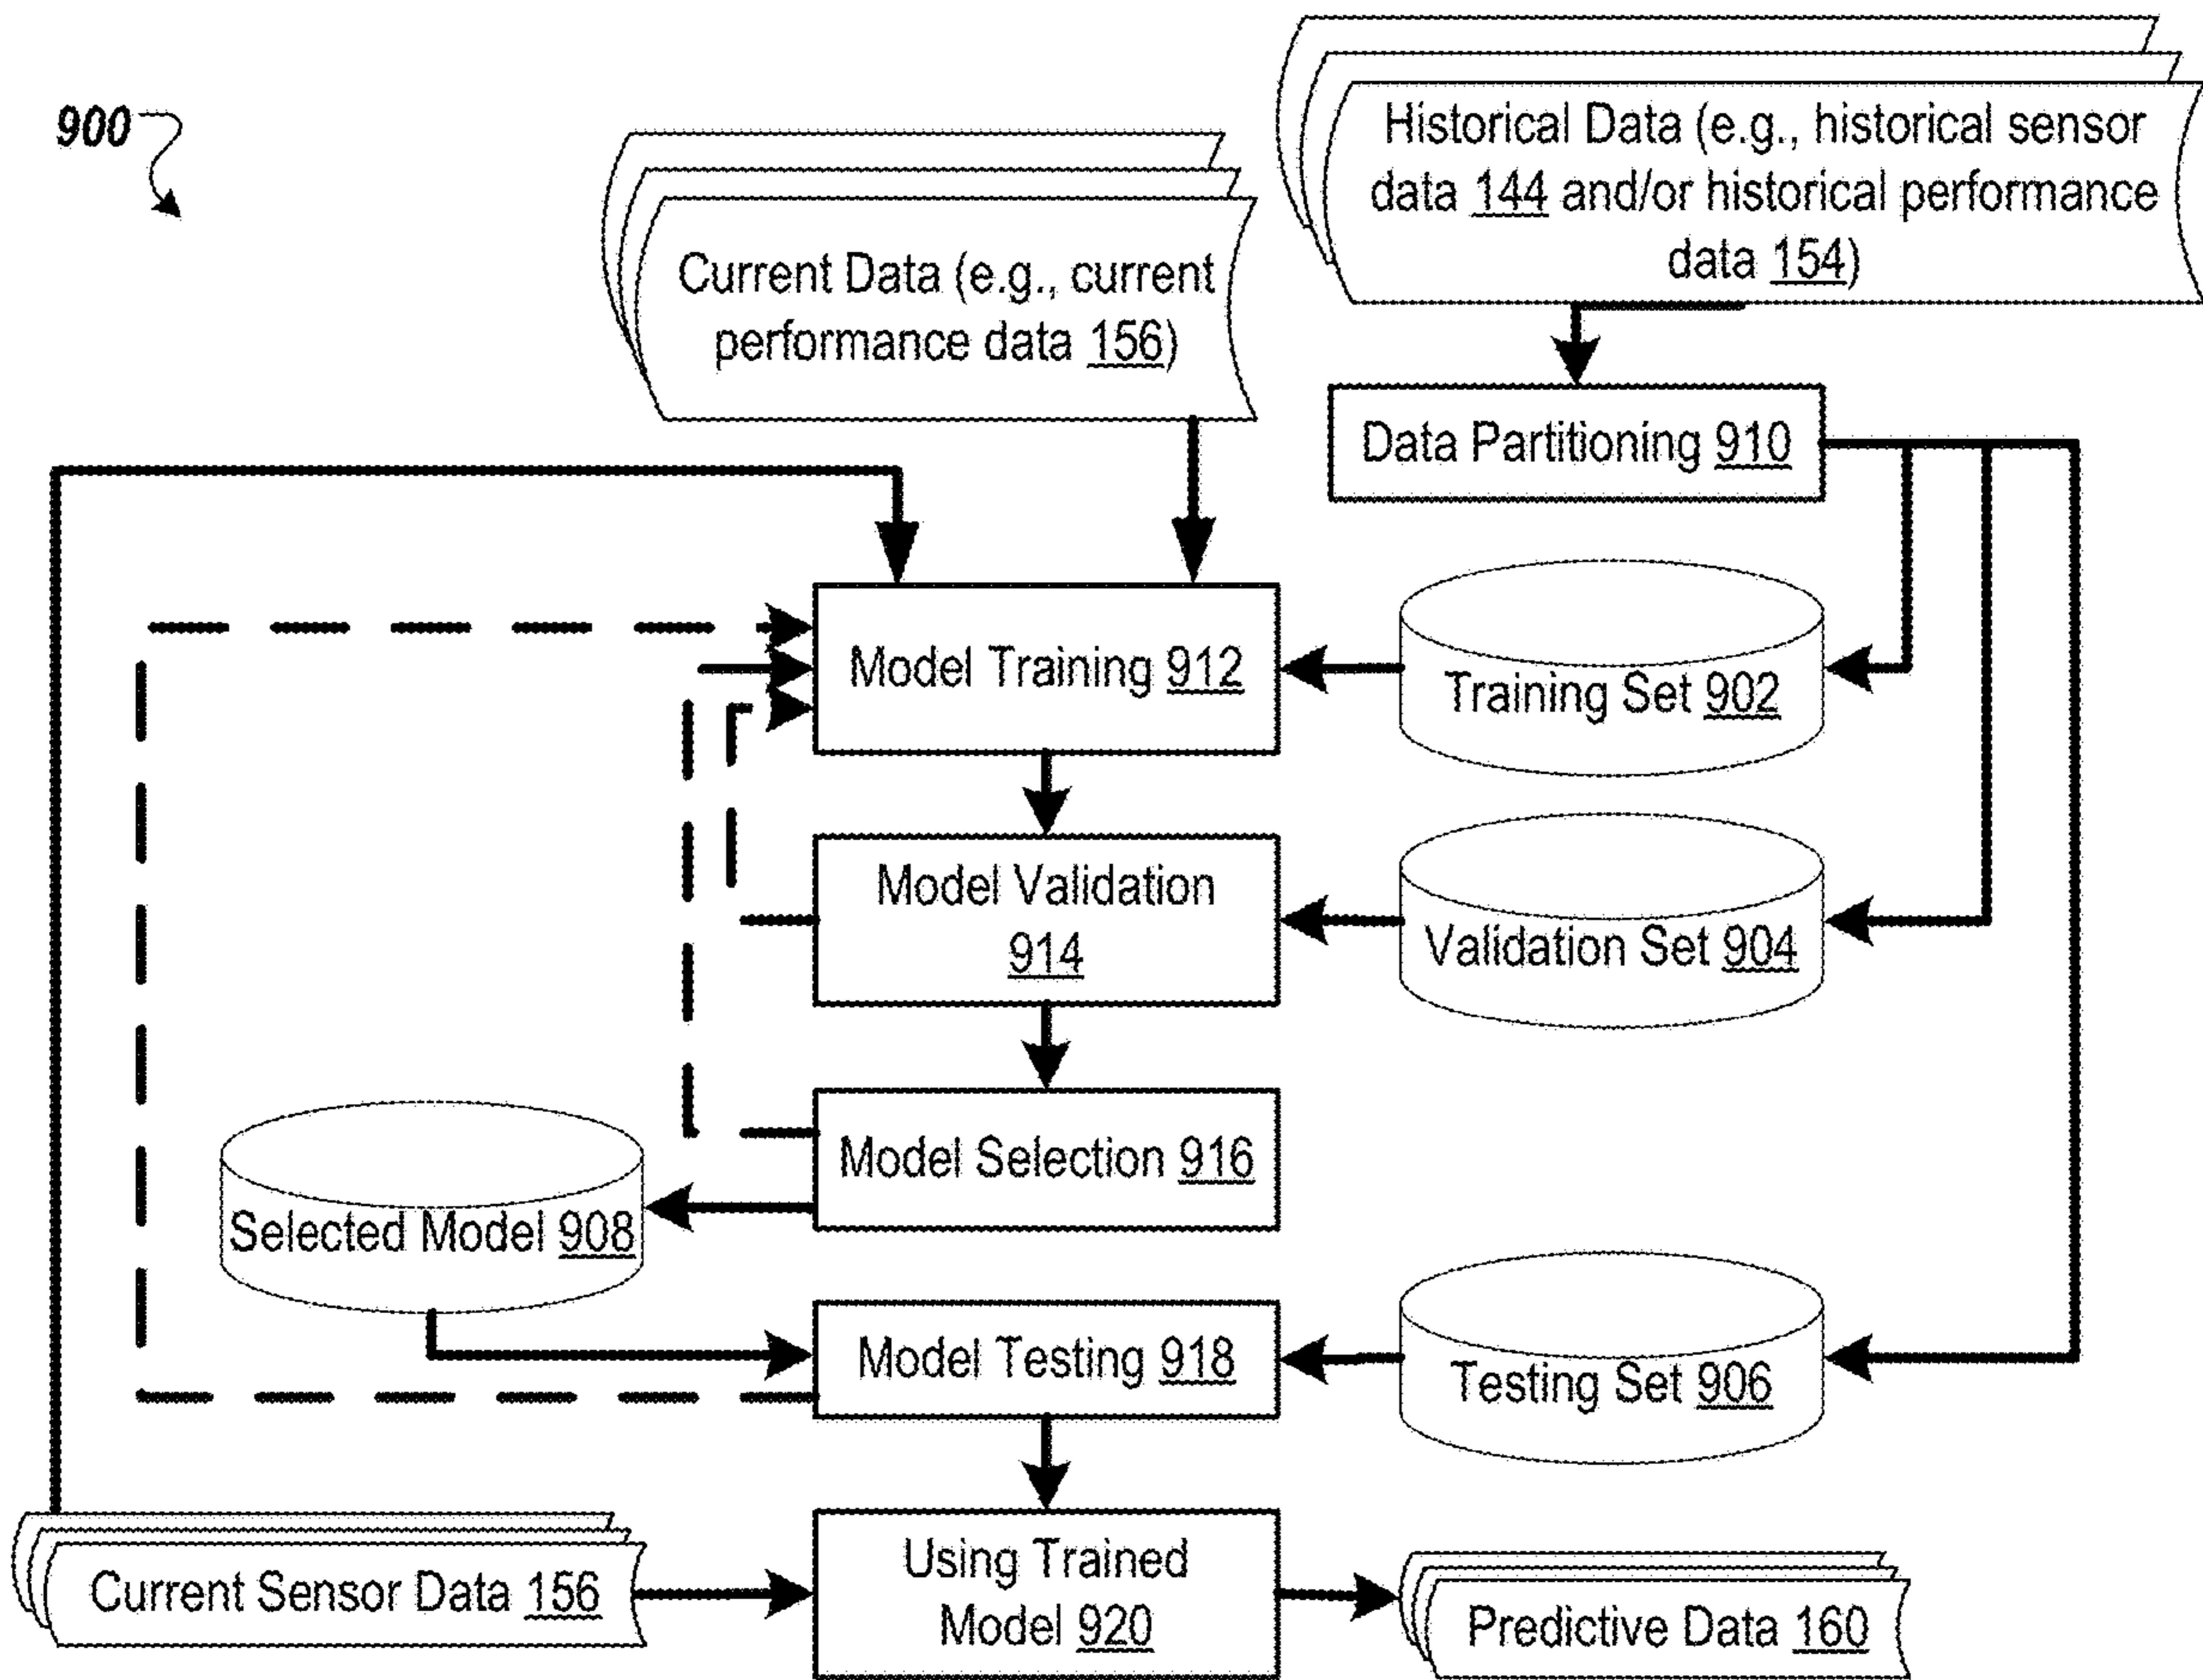 900
Historical Data (e.g., historical sensor
data 144 and/or historical performance
data 154)
Current Data (e.g., current
performance data 156)
Data Partitioning 910
Model Training 912
Training Set 902
Model Validation
914
Validation Set 904
Model Selection 916
Selected Model 908
Model Testing 918
Testing Set 906
Current Sensor Data 156
Using Trained
Model 920
Predictive Data 160